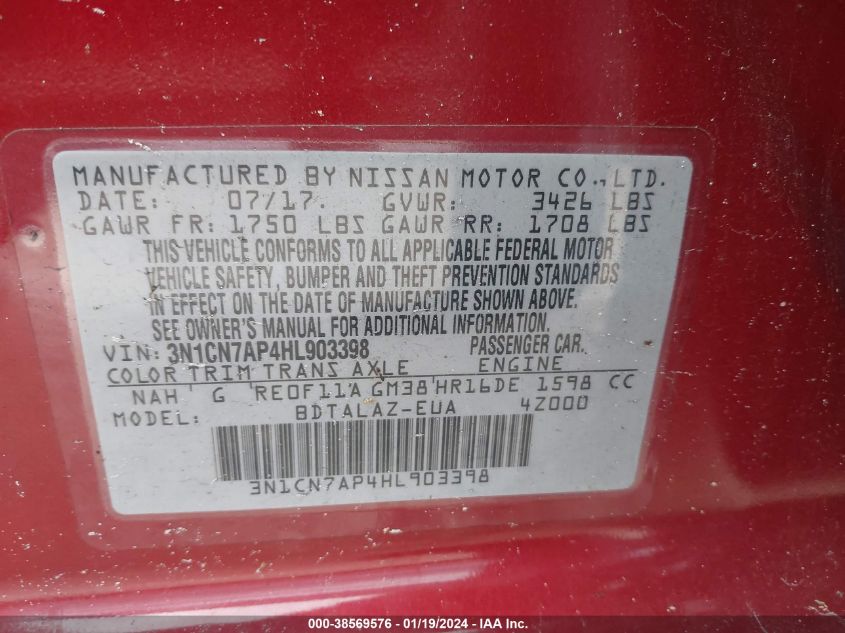 MANUFACTURED BY NISSAN MOTOR CO.,LTD.
DATE: 07/17. GVWR: 3426 LBS
GAWR FR: 1750 LBS GAWR RR: 1708 LBS
THIS VEHICLE CONFORMS TO ALL APPLICABLE FEDERAL MOTOR
VEHICLE SAFETY, BUMPER AND THEFT PREVENTION STANDARDS
IN EFFECT ON THE DATE OF MANUFACTURE SHOWN ABOVE.
SEE OWNER'S MANUAL FOR ADDITIONAL INFORMATION.
VIN: 3N1CN7AP4HL903398 PASSENGER CAR.
COLOR TRIM TRANS AXLE ENGINE
NAH G RE0F11A GM38 HR16DE 1598 CC
MODEL: BDTALAZ-EUA 4Z000
3N1CN7AP4HL903398
000-38569576 - 01/19/2024 - IAA Inc.